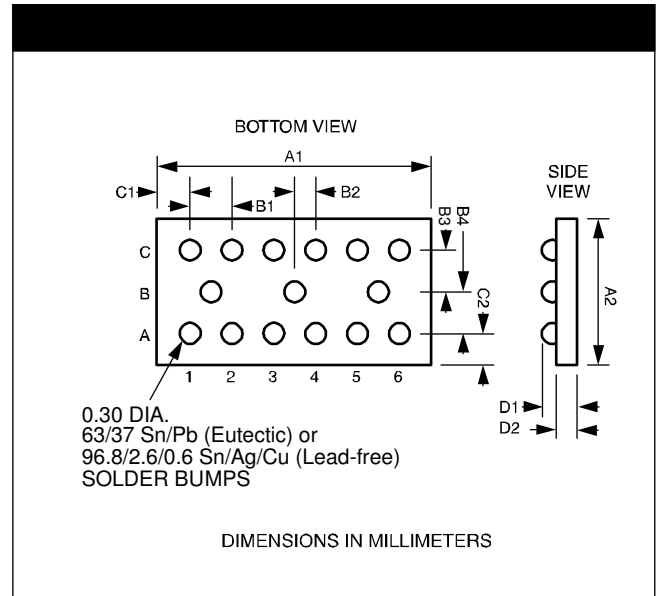 BOTTOM VIEW
A1
SIDE
VIEW
C1
B1
B2
B3
B4
C
B
A
C2
A2
1 2 3 4 5 6
D1
D2
0.30 DIA.
63/37 Sn/Pb (Eutectic) or
96.8/2.6/0.6 Sn/Ag/Cu (Lead-free)
SOLDER BUMPS
DIMENSIONS IN MILLIMETERS